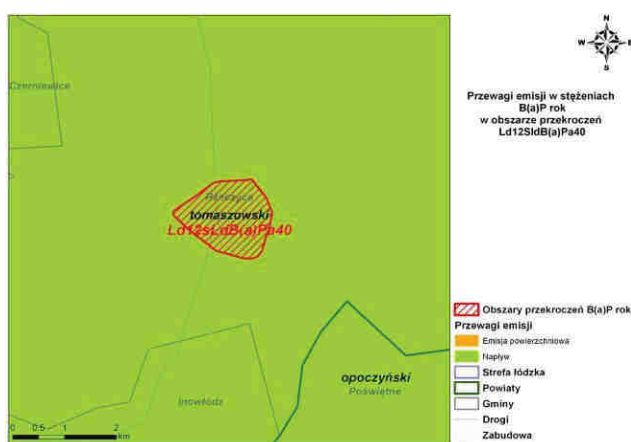 Czerniewice
Rzeczyca
tomaszowski
Ld12sLdB(a)Pa40
opoczyński
Poświętne
Inowłódz
0 0.5 1 2
km
N
W E
S
Przewagi emisji w stężeniach
B(a)P rok
w obszarze przekroczeń
Ld12SldB(a)Pa40
Obszary przekroczeń B(a)P rok
Przewagi emisji
Emisja powierzchniowa
Napływ
Strefa łódzka
Powiaty
Gminy
Drogi
Zabudowa